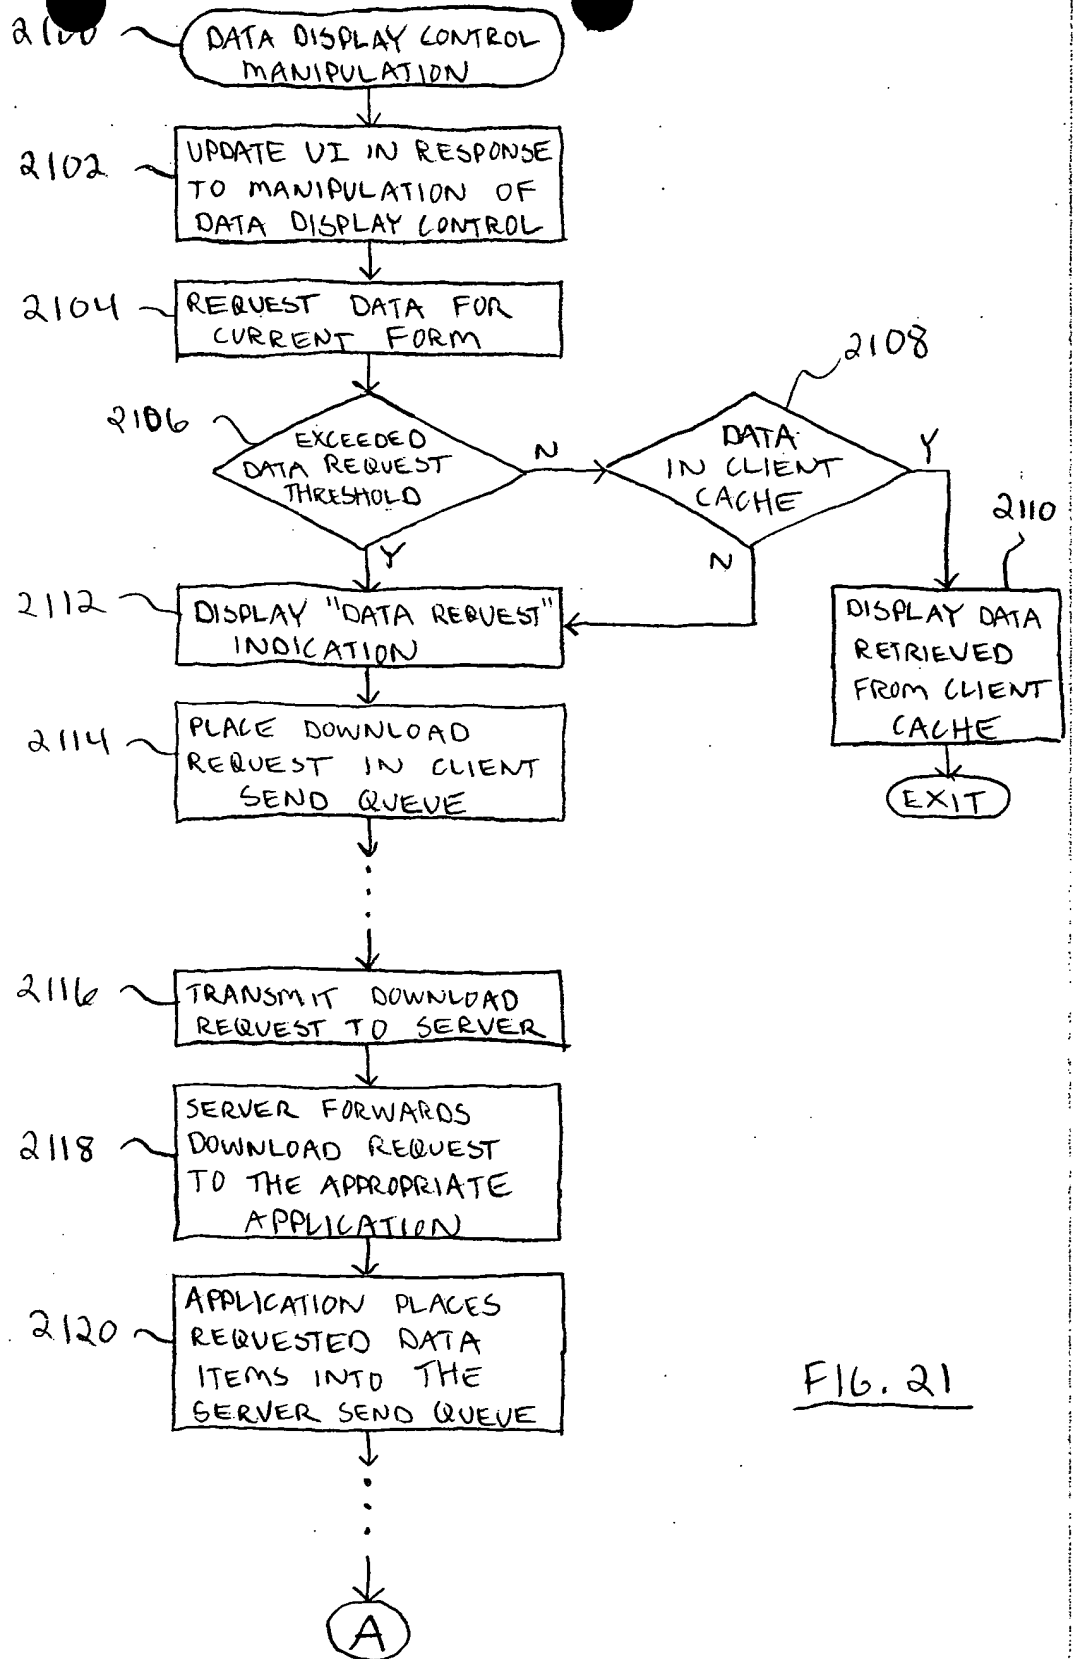 2100
DATA DISPLAY CONTROL
MANIPULATION
2102
UPDATE UI IN RESPONSE
TO MANIPULATION OF
DATA DISPLAY CONTROL
2104
REQUEST DATA FOR
CURRENT FORM
2106
EXCEEDED
DATA REQUEST
THRESHOLD
N
Y
2108
DATA
IN CLIENT
CACHE
Y
N
2110
DISPLAY DATA
RETRIEVED
FROM CLIENT
CACHE
EXIT
2112
DISPLAY "DATA REQUEST"
INDICATION
2114
PLACE DOWNLOAD
REQUEST IN CLIENT
SEND QUEUE
2116
TRANSMIT DOWNLOAD
REQUEST TO SERVER
2118
SERVER FORWARDS
DOWNLOAD REQUEST
TO THE APPROPRIATE
APPLICATION
2120
APPLICATION PLACES
REQUESTED DATA
ITEMS INTO THE
SERVER SEND QUEUE
FIG. 21
A